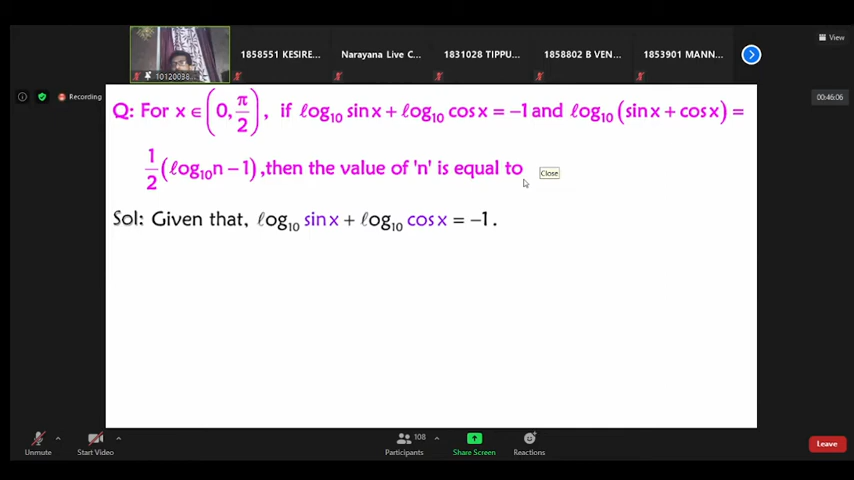 View
1858551 KESIRE... Narayana Live C... 1831028 TIPPU... 1858802 B VEN... 1853901 MANN...
10120038
Recording
00:46:06
Q: For x ∈ (0, π/2), if ℓog₁₀ sin x + ℓog₁₀ cos x = −1 and ℓog₁₀ (sin x + cos x) =
1/2 (ℓog₁₀n − 1), then the value of 'n' is equal to
Close
Sol: Given that, ℓog₁₀ sin x + ℓog₁₀ cos x = −1.
108
Unmute Start Video Participants Share Screen Reactions Leave